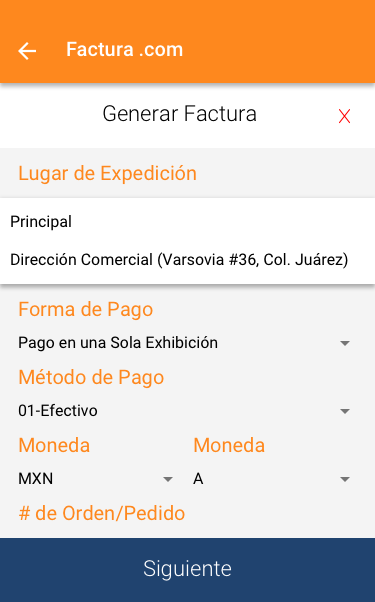 Factura .com
Generar Factura X
Lugar de Expedición
Principal
Dirección Comercial (Varsovia #36, Col. Juárez)
Forma de Pago
Pago en una Sola Exhibición
Método de Pago
01-Efectivo
Moneda Moneda
MXN A
# de Orden/Pedido
Siguiente